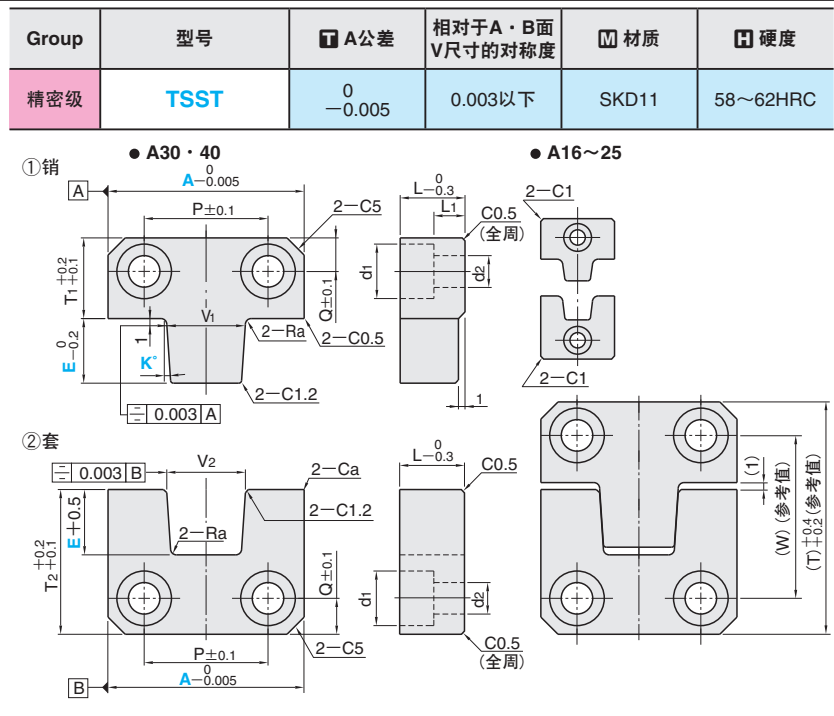 Group 型号 T A公差 相对于A・B面V尺寸的对称度 M 材质 H 硬度
精密级 TSST 0 −0.005 0.003以下 SKD11 58～62HRC
①销
● A30・40
● A16～25
A
A 0 −0.005
P±0.1
2−C5
T1 +0.2 +0.1
Q±0.1
V1
1
2−Ra
2−C0.5
E 0 −0.2
K°
2−C1.2
0.003 A
L 0 −0.3
L1
C0.5
(全周)
d1
d2
1
2−C1
2−C1
②套
0.003 B
V2
2−Ca
E+0.5
2−C1.2
2−Ra
T2 +0.2 +0.1
Q±0.1
P±0.1
2−C5
A 0 −0.005
B
L 0 −0.3
C0.5
d1
d2
C0.5
(全周)
(1)
(W)(参考值)
(T) +0.4 +0.2 (参考值)